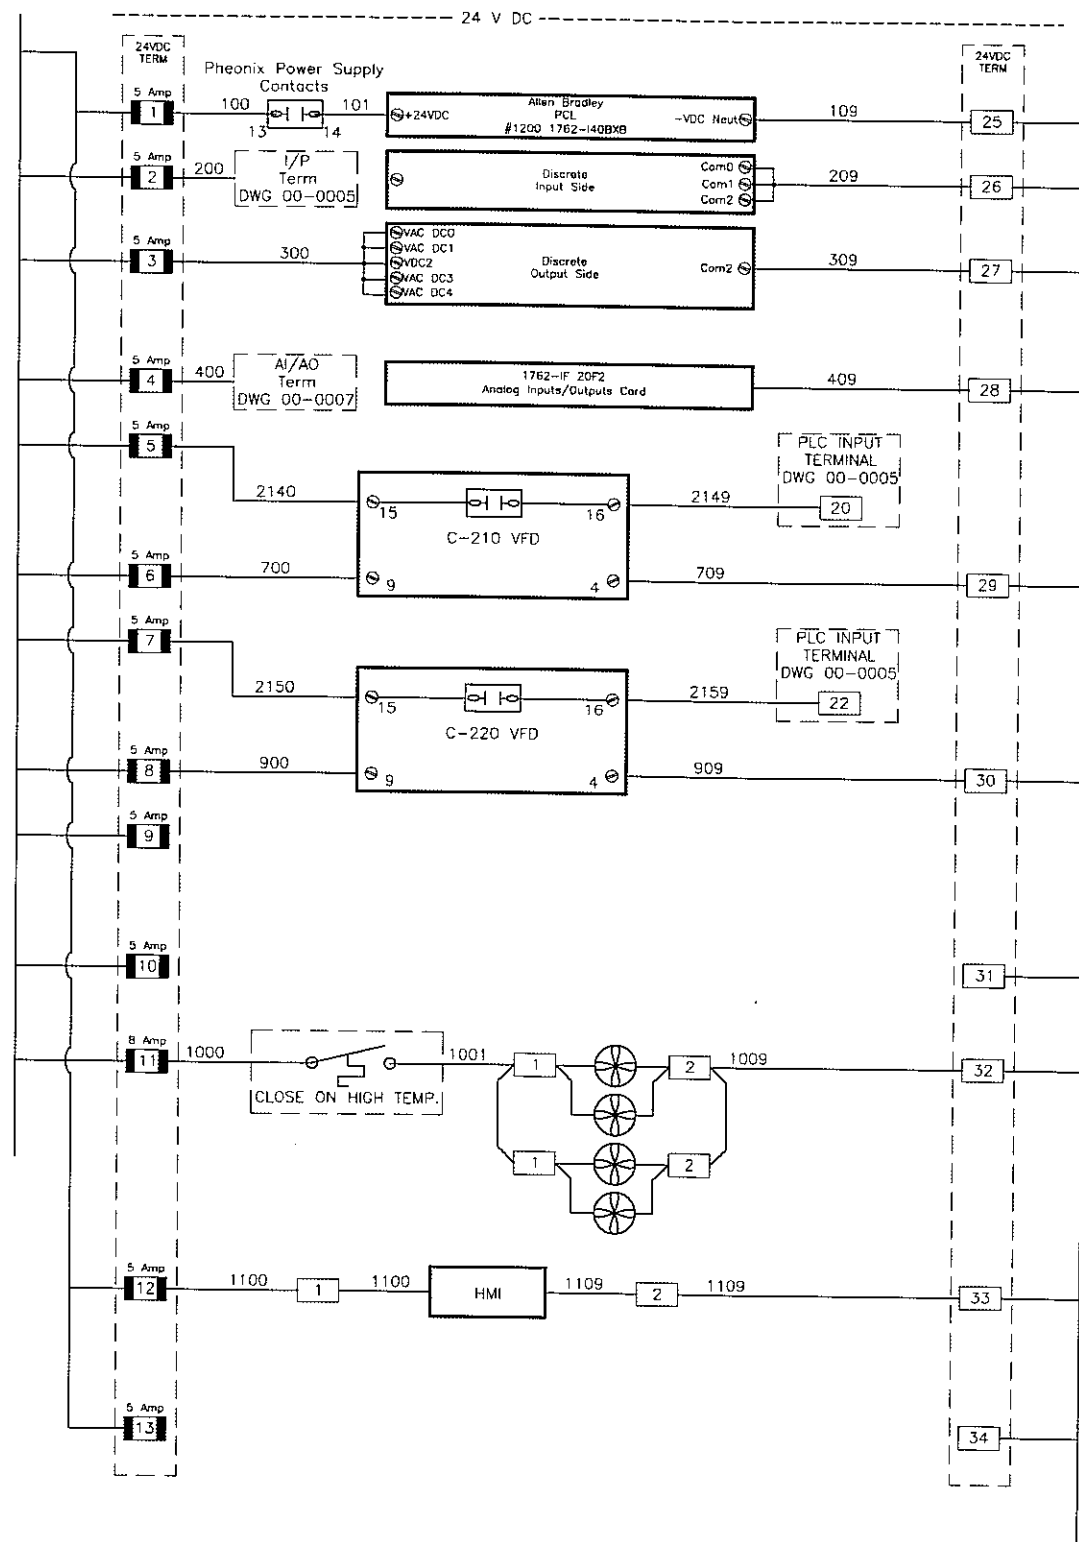 24 V DC
24VDC
TERM
24VDC
TERM
Pheonix Power Supply
Contacts
5 Amp
1
100
13
14
101
+24VDC
Allen Bradley
PCL
#1200 1762-I40BXB
-VDC Neut
109
25
5 Amp
2
200
I/P
Term
DWG 00-0005
Discrete
Input Side
Com0
Com1
Com2
209
26
5 Amp
3
300
VAC DC0
VAC DC1
VDC2
VAC DC3
VAC DC4
Discrete
Output Side
Com2
309
27
5 Amp
4
400
AI/AO
Term
DWG 00-0007
1762-IF 20F2
Analog Inputs/Outputs Card
409
28
5 Amp
5
2140
15
16
C-210 VFD
2149
PLC INPUT
TERMINAL
DWG 00-0005
20
5 Amp
6
700
9
4
709
29
5 Amp
7
2150
15
16
C-220 VFD
2159
PLC INPUT
TERMINAL
DWG 00-0005
22
5 Amp
8
900
9
4
909
30
5 Amp
9
5 Amp
10
31
8 Amp
11
1000
CLOSE ON HIGH TEMP.
1001
1
2
1009
32
1
2
5 Amp
12
1100
1
1100
HMI
1109
2
1109
33
5 Amp
13
34